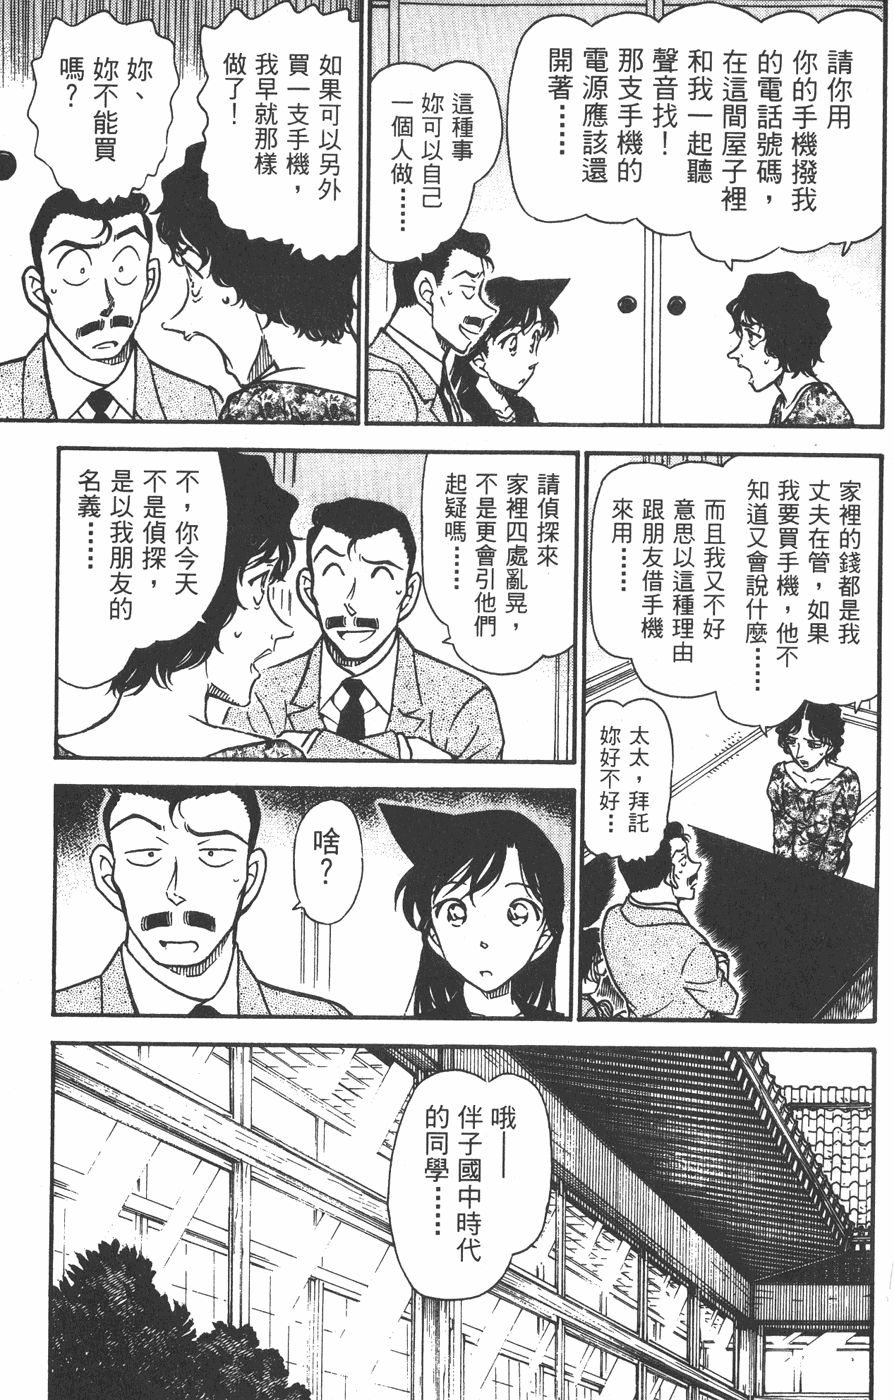 請你用
你的手機撥我
的電話號碼，
在這間屋子裡
和我一起聽
聲音找！
那支手機的
電源應該還
開著……
這種事
妳可以自己
一個人做……
如果可以另外
買一支手機，
我早就那樣
做了！
妳、
妳不能買
嗎？
家裡的錢都是我
丈夫在管，如果
我要買手機，他不
知道又會說什麼……
而且我又不好
意思以這種理由
跟朋友借手機
來用……
太太，拜託
妳好不好…
請偵探來
家裡四處亂晃，
不是更會引他們
起疑嗎……
不，你今天
不是偵探，
是以我朋友的
名義……
啥？
哦——
伴子國中時代
的同學……